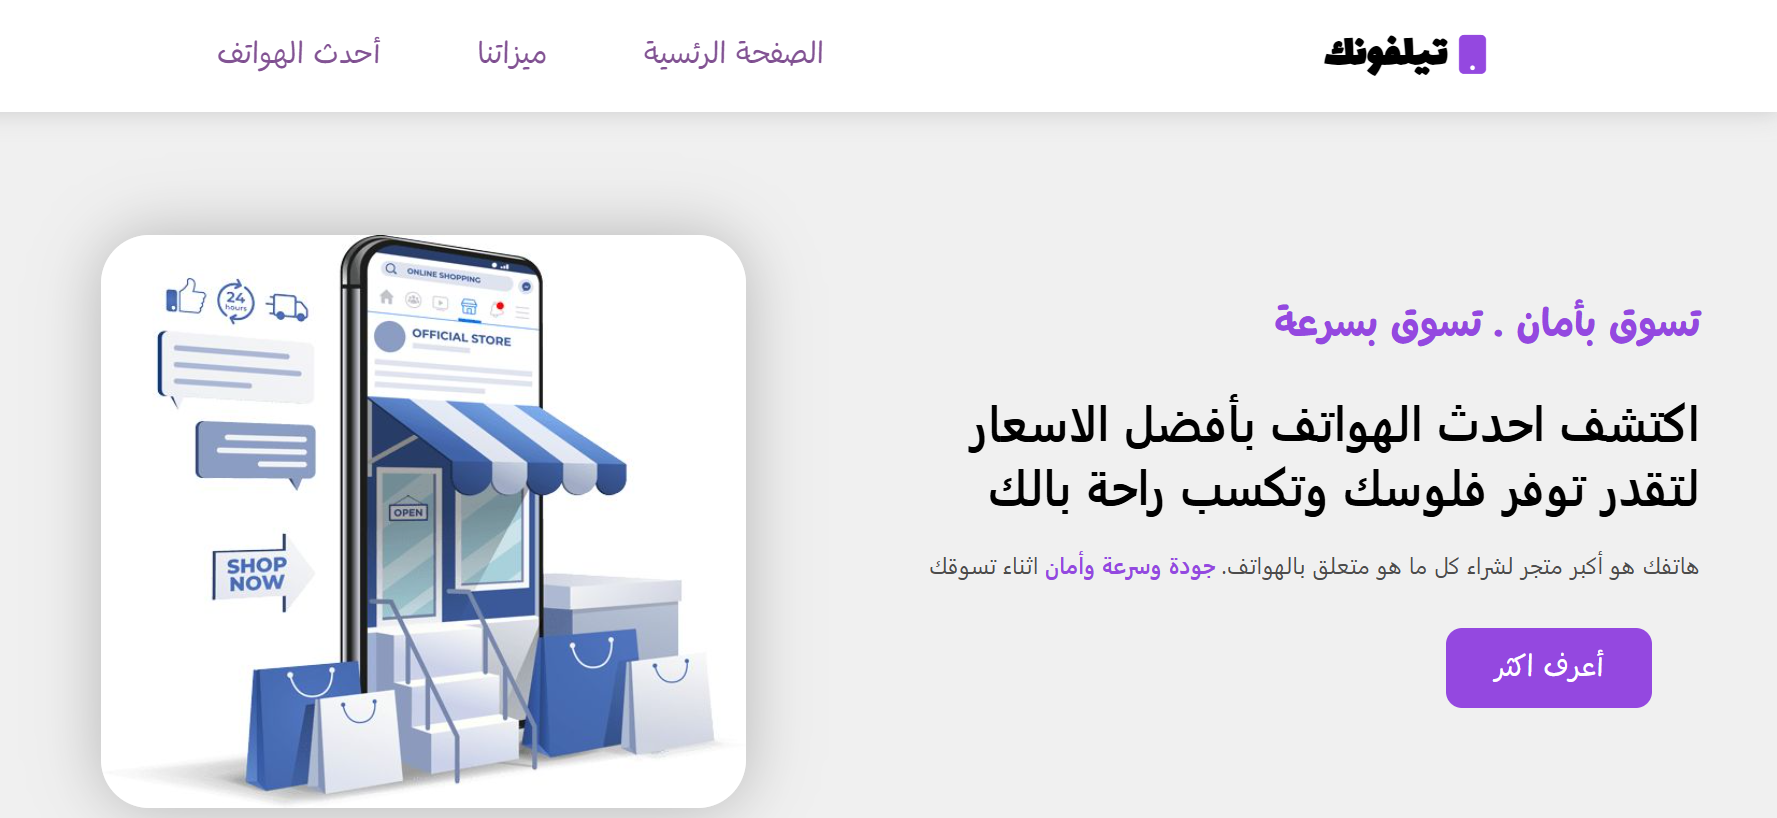 تيلفونك
الصفحة الرئسية
ميزاتنا
أحدث الهواتف
تسوق بأمان . تسوق بسرعة
اكتشف احدث الهواتف بأفضل الاسعار
لتقدر توفر فلوسك وتكسب راحة بالك
هاتفك هو أكبر متجر لشراء كل ما هو متعلق بالهواتف. جودة وسرعة وأمان اثناء تسوقك
أعرف اكثر
ONLINE SHOPPING
24
hours
OFFICIAL STORE
OPEN
SHOP
NOW